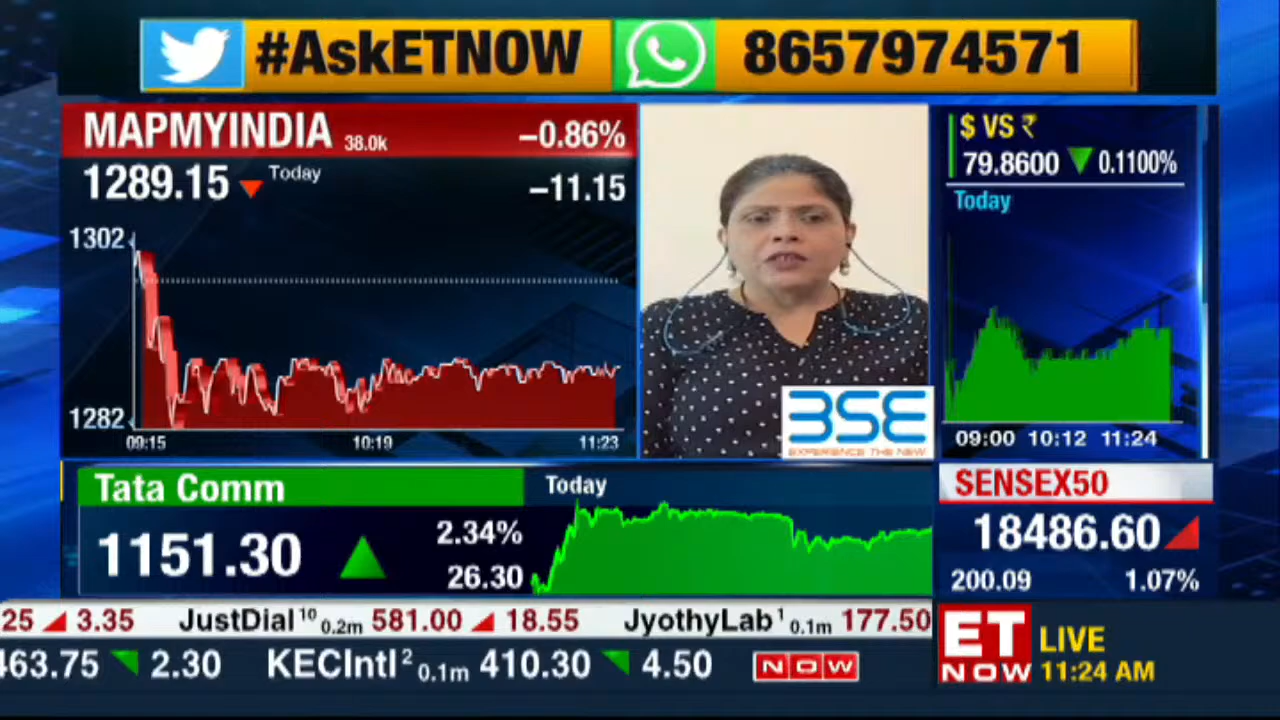 #AskETNOW 8657974571
MAPMYINDIA 38.0k -0.86%
1289.15 Today -11.15
1302
1282
09:15 10:19 11:23
$ VS ₹
79.8600 0.1100%
Today
09:00 10:12 11:24
BSE
EXPERIENCE THE NEW
Tata Comm Today
1151.30 2.34%
26.30
SENSEX50
18486.60
200.09 1.07%
25 3.35 JustDial 10 0.2m 581.00 18.55 JyothyLab 1 0.1m 177.50
463.75 2.30 KECIntl 2 0.1m 410.30 4.50 NOW
ET NOW
LIVE
11:24 AM